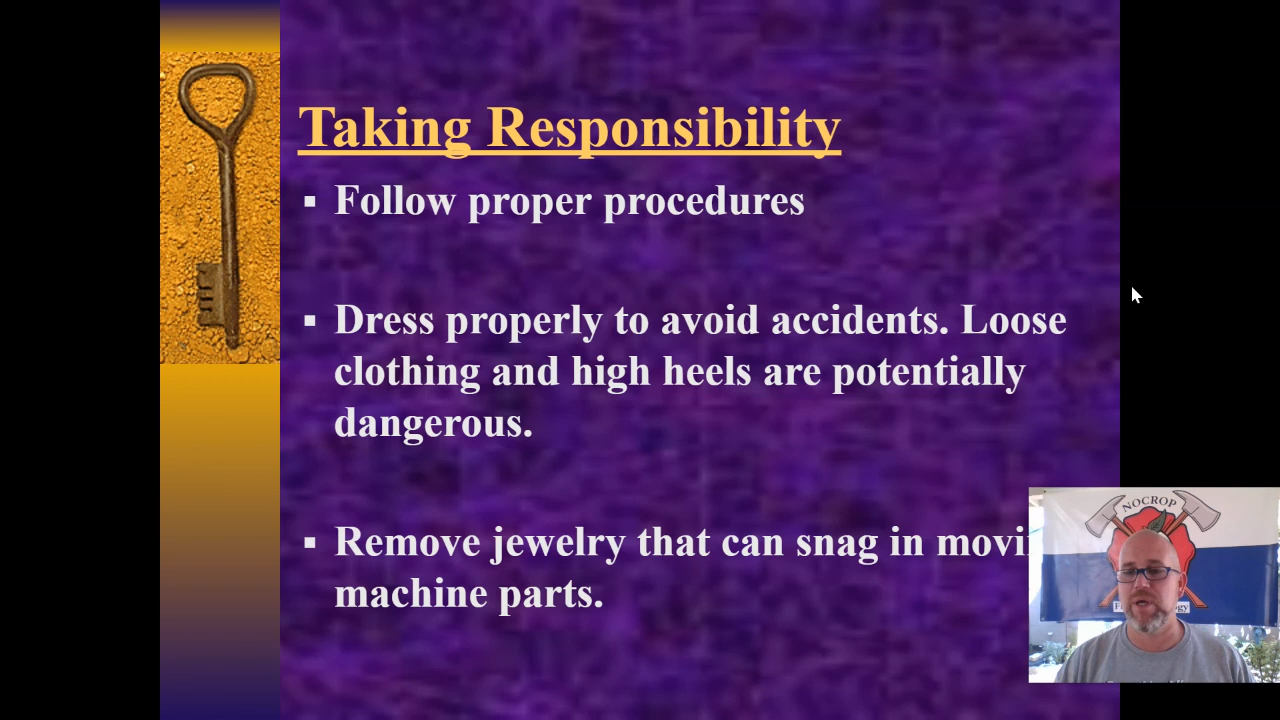 Taking Responsibility
▪ Follow proper procedures
▪ Dress properly to avoid accidents. Loose
clothing and high heels are potentially
dangerous.
▪ Remove jewelry that can snag in movi
machine parts.
NOCROP